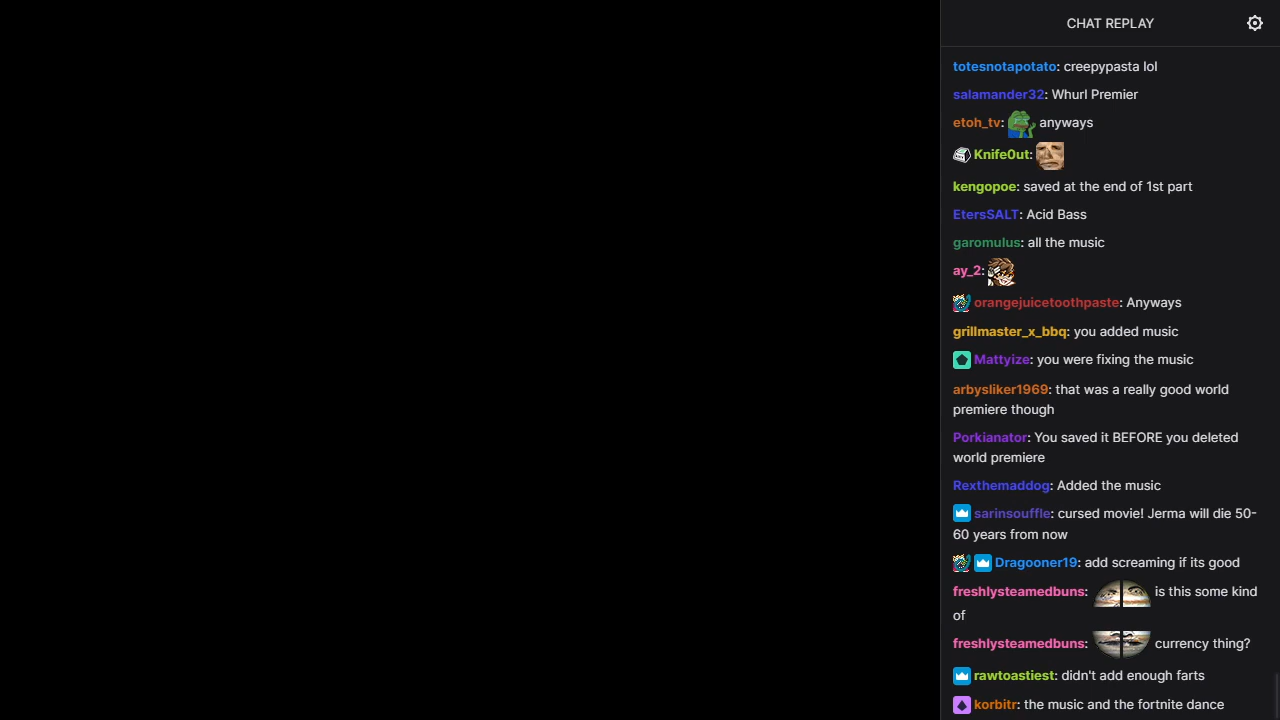 CHAT REPLAY
totesnotapotato: creepypasta lol
salamander32: Whurl Premier
etoh_tv: anyways
Knife0ut:
kengopoe: saved at the end of 1st part
EtersSALT: Acid Bass
garomulus: all the music
ay_2:
orangejuicetoothpaste: Anyways
grillmaster_x_bbq: you added music
Mattyize: you were fixing the music
arbysliker1969: that was a really good world
premiere though
Porkianator: You saved it BEFORE you deleted
world premiere
Rexthemaddog: Added the music
sarinsouffle: cursed movie! Jerma will die 50-
60 years from now
Dragooner19: add screaming if its good
freshlysteamedbuns: is this some kind
of
freshlysteamedbuns: currency thing?
rawtoastiest: didn't add enough farts
korbitr: the music and the fortnite dance